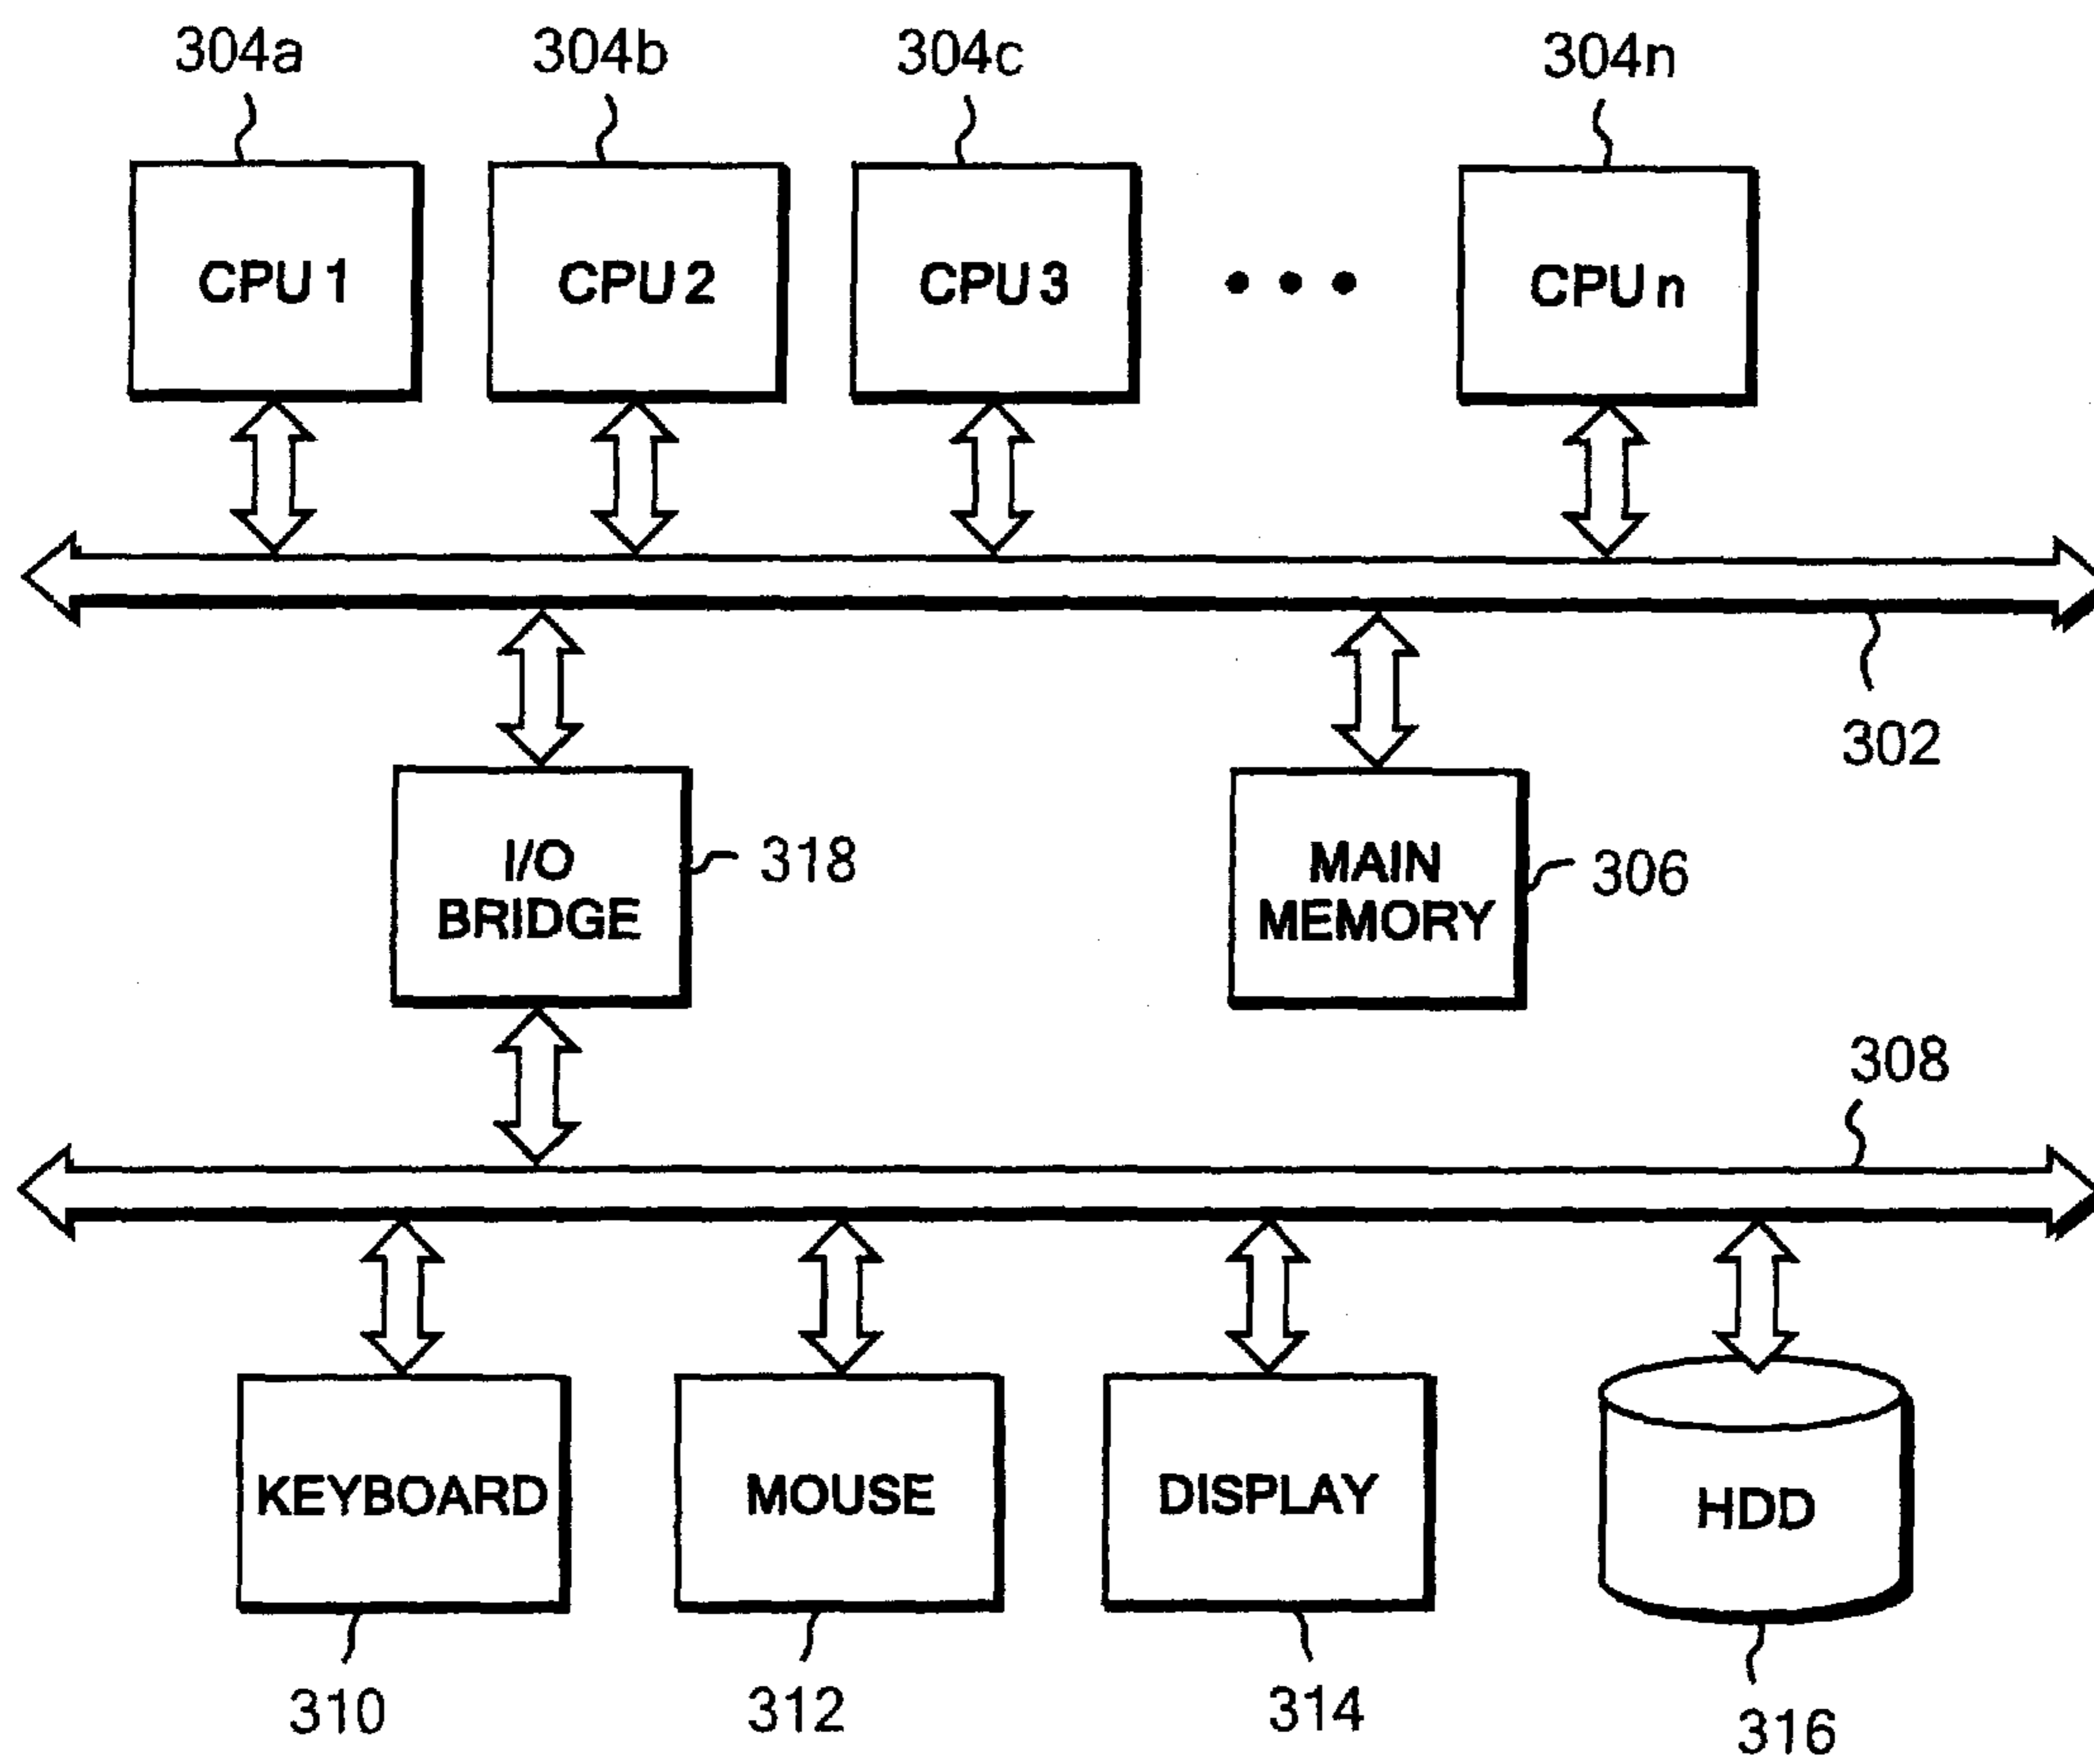 304a 304b 304c 304n
CPU 1 CPU 2 CPU 3 • • • CPU n
302
I/O
BRIDGE
318
MAIN
MEMORY
306
308
KEYBOARD MOUSE DISPLAY HDD
310 312 314 316